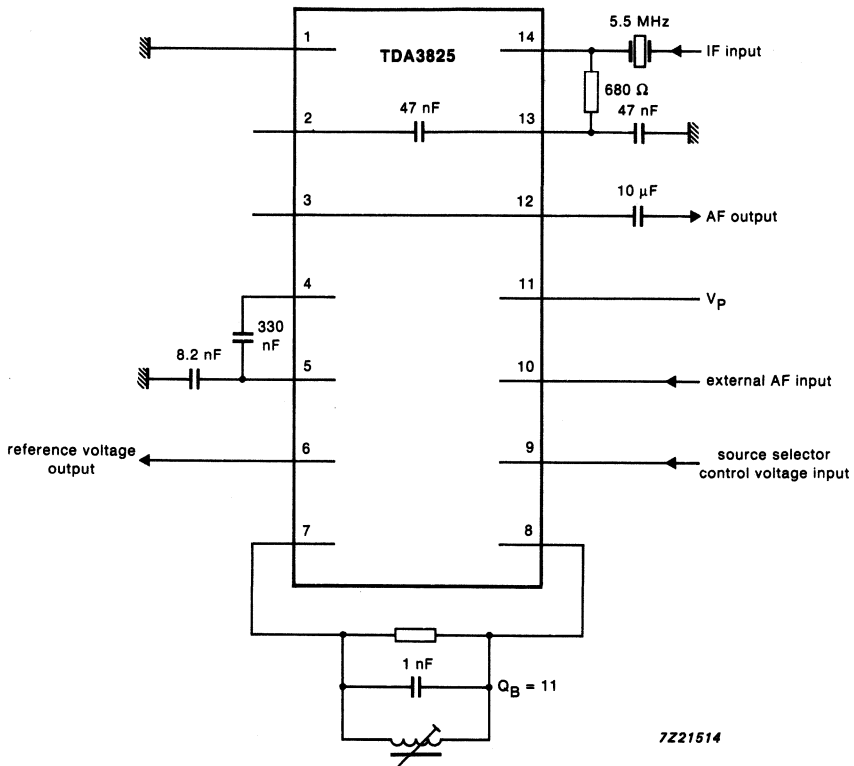 5.5 MHz
1
TDA3825
14
IF input
680 Ω
47 nF
47 nF
2
13
3
12
10 µF
AF output
4
11
V_P
330
nF
8.2 nF
5
10
external AF input
reference voltage
output
6
9
source selector
control voltage input
7
8
1 nF
Q_B = 11
7Z21514